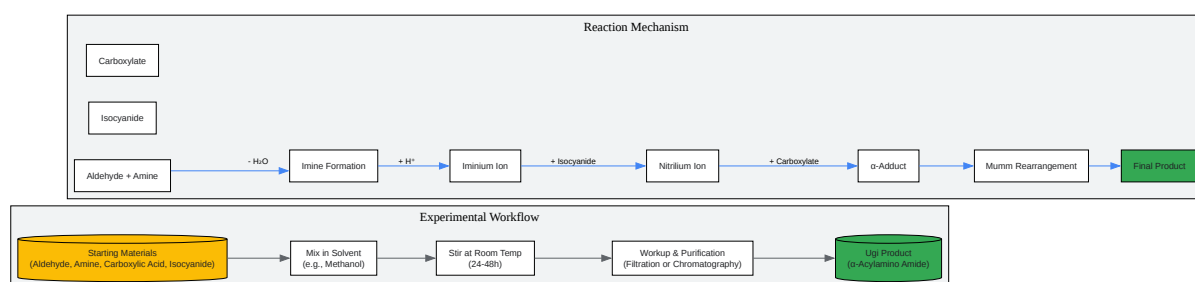 Reaction Mechanism
Carboxylate
Isocyanide
Aldehyde + Amine
- H₂O
Imine Formation
+ H⁺
Iminium Ion
+ Isocyanide
Nitrilium Ion
+ Carboxylate
α-Adduct
Mumm Rearrangement
Final Product
Experimental Workflow
Starting Materials
(Aldehyde, Amine, Carboxylic Acid, Isocyanide)
Mix in Solvent
(e.g., Methanol)
Stir at Room Temp
(24-48h)
Workup & Purification
(Filtration or Chromatography)
Ugi Product
(α-Acylamino Amide)